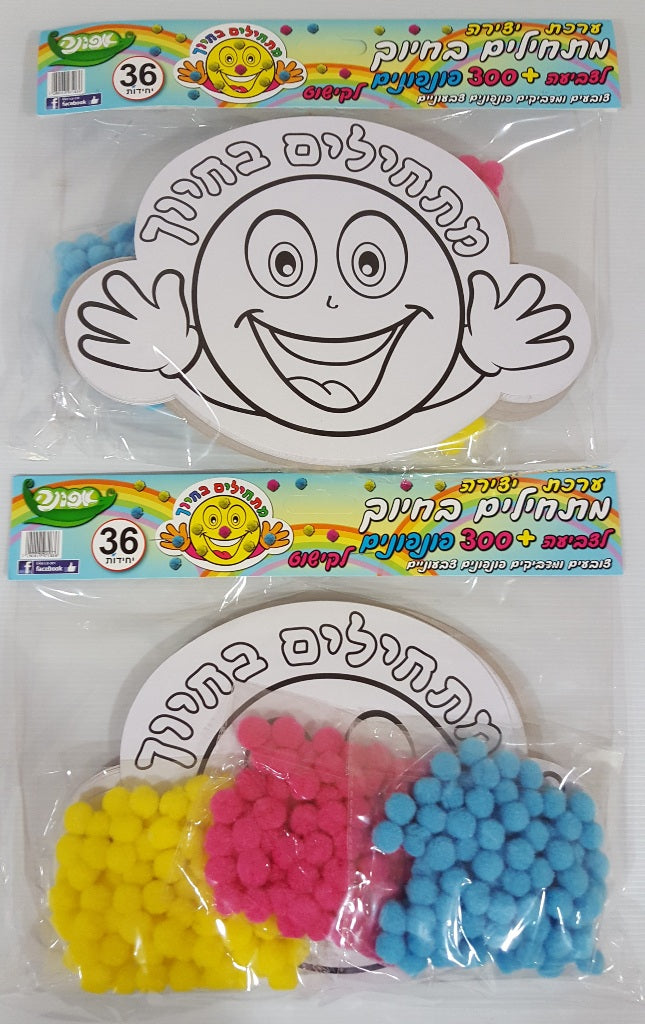 אפונה
facebook
36
יחידות
מתחילים בחיוך
ערכת יצירה
מתחילים בחיוך
לצביעה + 300 פונפונים לקישוט
צובעים ומדביקים פונפונים צבעוניים
מתחילים בחיוך
אפונה
facebook
36
יחידות
מתחילים בחיוך
ערכת יצירה
מתחילים בחיוך
לצביעה + 300 פונפונים לקישוט
צובעים ומדביקים פונפונים צבעוניים
מתחילים בחיוך